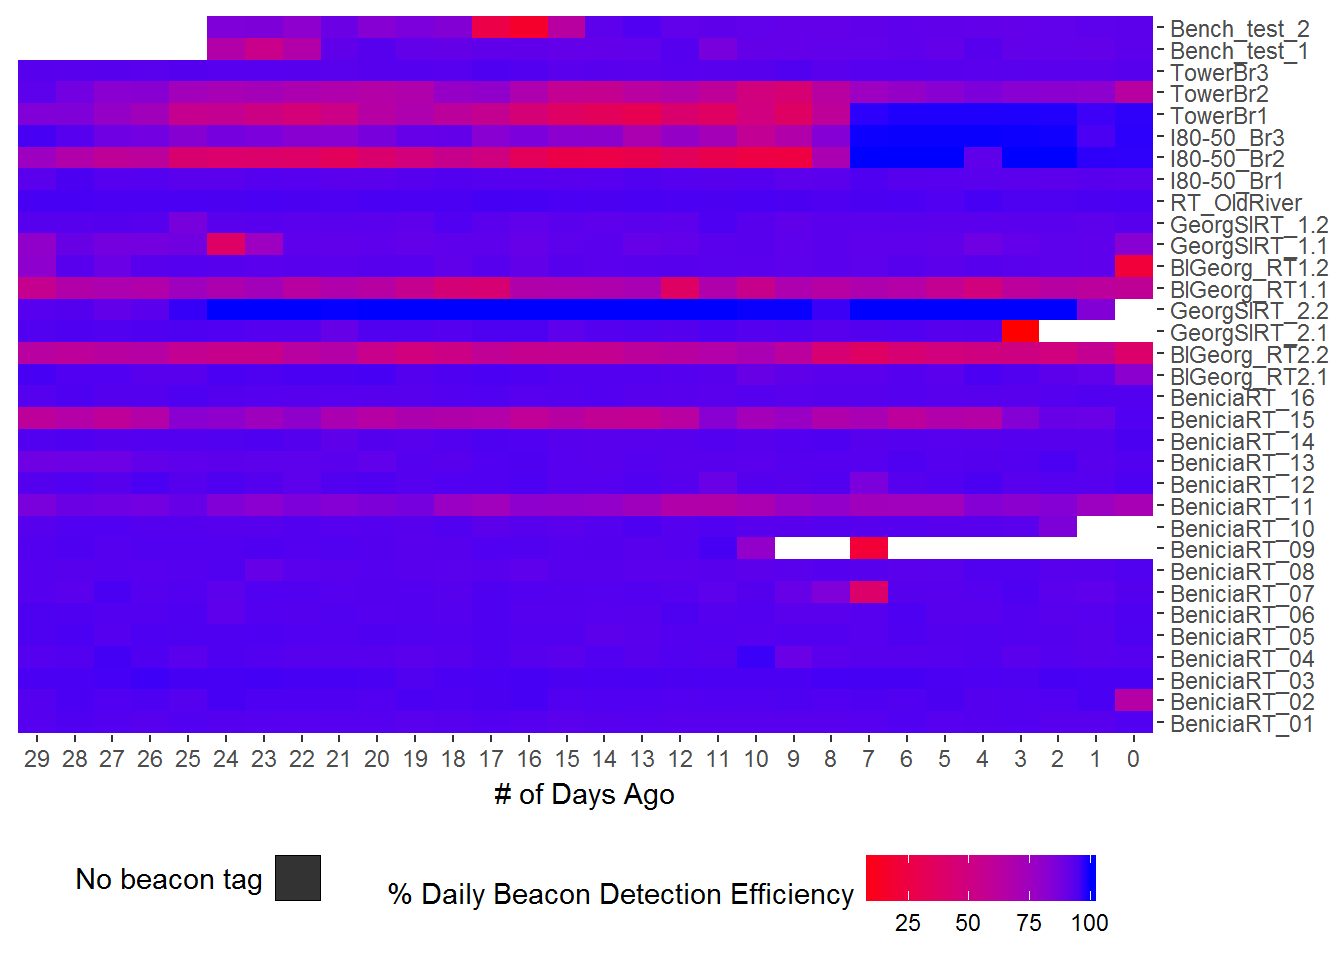 Bench_test_2
Bench_test_1
TowerBr3
TowerBr2
TowerBr1
I80-50_Br3
I80-50_Br2
I80-50_Br1
RT_OldRiver
GeorgSlRT_1.2
GeorgSlRT_1.1
BlGeorg_RT1.2
BlGeorg_RT1.1
GeorgSlRT_2.2
GeorgSlRT_2.1
BlGeorg_RT2.2
BlGeorg_RT2.1
BeniciaRT_16
BeniciaRT_15
BeniciaRT_14
BeniciaRT_13
BeniciaRT_12
BeniciaRT_11
BeniciaRT_10
BeniciaRT_09
BeniciaRT_08
BeniciaRT_07
BeniciaRT_06
BeniciaRT_05
BeniciaRT_04
BeniciaRT_03
BeniciaRT_02
BeniciaRT_01
29 28 27 26 25 24 23 22 21 20 19 18 17 16 15 14 13 12 11 10 9 8 7 6 5 4 3 2 1 0
# of Days Ago
No beacon tag
% Daily Beacon Detection Efficiency
25 50 75 100